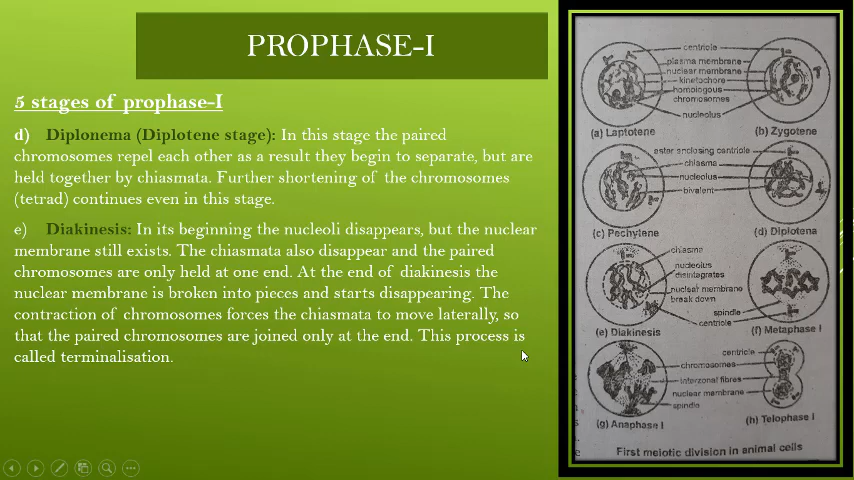 PROPHASE-I
5 stages of prophase-I
d) Diplonema (Diplotene stage): In this stage the paired
chromosomes repel each other as a result they begin to separate, but are
held together by chiasmata. Further shortening of the chromosomes
(tetrad) continues even in this stage.
e) Diakinesis: In its beginning the nucleoli disappears, but the nuclear
membrane still exists. The chiasmata also disappear and the paired
chromosomes are only held at one end. At the end of diakinesis the
nuclear membrane is broken into pieces and starts disappearing. The
contraction of chromosomes forces the chiasmata to move laterally, so
that the paired chromosomes are joined only at the end. This process is
called terminalisation.
centriole
plasma membrane
nuclear membrane
kinetochore
homologous
chromosomes
nucleolus
(a) Laptotene (b) Zygotene
aster enclosing centriole
chiasma
nucleolus
bivalent
(c) Pechytene (d) Diplotena
chiasma
nucleolus
disintegrates
nuclear membrane
break down
spindle
centriole
(e) Diakinesis (f) Metaphase I
centriole
chromosomes
interzonal fibres
nuclear membrane
spindle
(g) Anaphase I (h) Telophase I
First meiotic division in animal cells